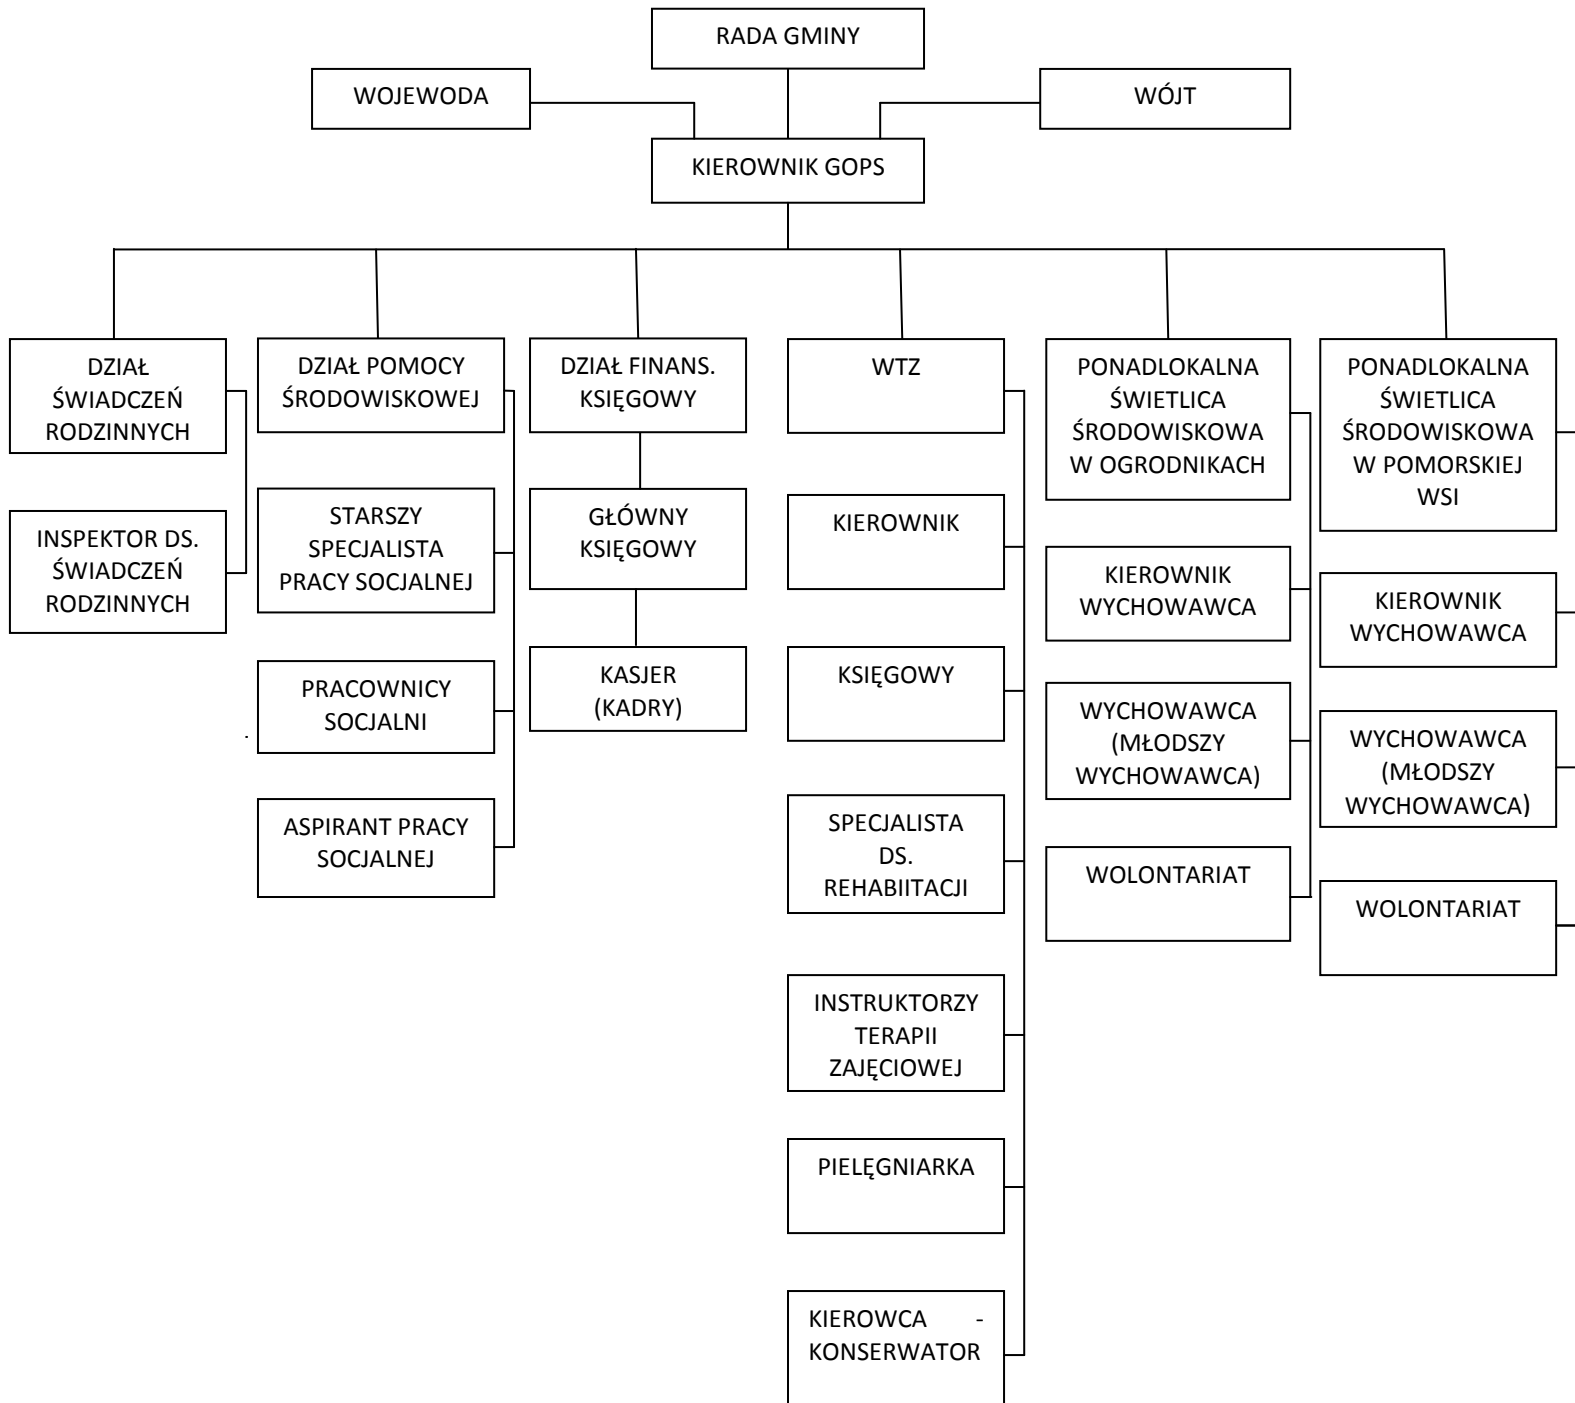 RADA GMINY
WOJEWODA
WÓJT
KIEROWNIK GOPS
DZIAŁ
ŚWIADCZEŃ
RODZINNYCH
INSPEKTOR DS.
ŚWIADCZEŃ
RODZINNYCH
DZIAŁ POMOCY
ŚRODOWISKOWEJ
STARSZY
SPECJALISTA
PRACY SOCJALNEJ
PRACOWNICY
SOCJALNI
ASPIRANT PRACY
SOCJALNEJ
DZIAŁ FINANS.
KSIĘGOWY
GŁÓWNY
KSIĘGOWY
KASJER
(KADRY)
WTZ
KIEROWNIK
KSIĘGOWY
SPECJALISTA
DS.
REHABIITACJI
INSTRUKTORZY
TERAPII
ZAJĘCIOWEJ
PIELĘGNIARKA
KIEROWCA -
KONSERWATOR
PONADLOKALNA
ŚWIETLICA
ŚRODOWISKOWA
W OGRODNIKACH
KIEROWNIK
WYCHOWAWCA
WYCHOWAWCA
(MŁODSZY
WYCHOWAWCA)
WOLONTARIAT
PONADLOKALNA
ŚWIETLICA
ŚRODOWISKOWA
W POMORSKIEJ
WSI
KIEROWNIK
WYCHOWAWCA
WYCHOWAWCA
(MŁODSZY
WYCHOWAWCA)
WOLONTARIAT